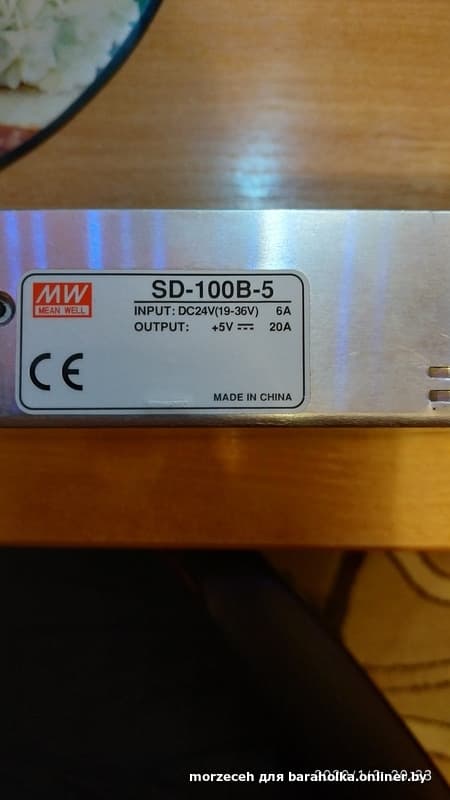 MW
MEAN WELL
SD-100B-5
INPUT: DC24V(19-36V) 6A
OUTPUT: +5V ⎓ 20A
CE
MADE IN CHINA
morzeceh для baraholka.onliner.by